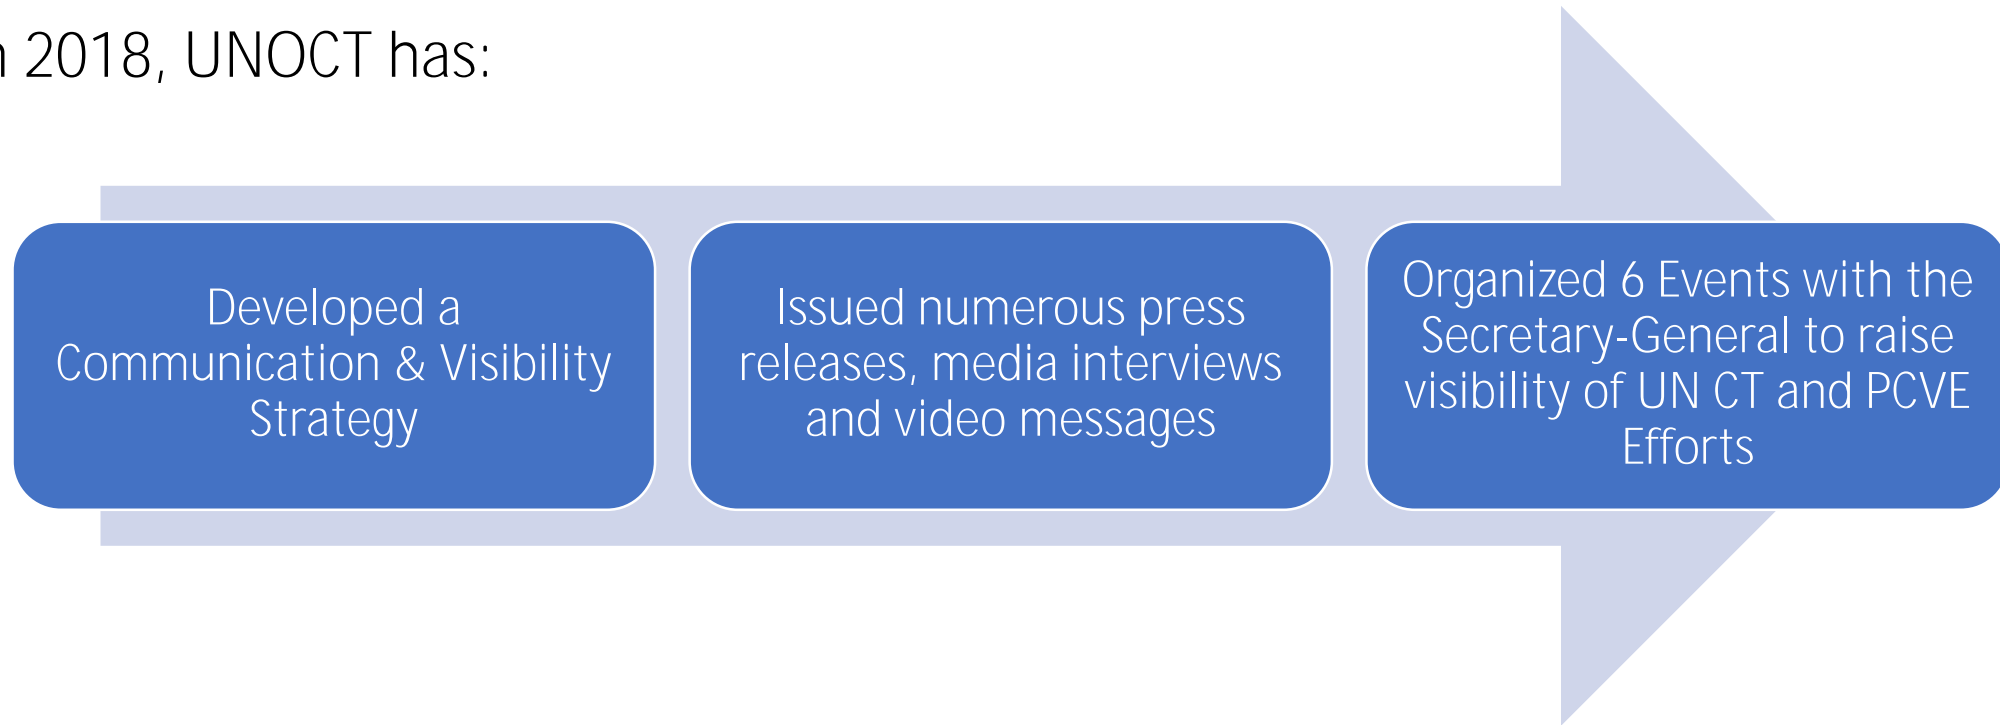 n 2018, UNOCT has:
Developed a
Communication & Visibility
Strategy
Issued numerous press
releases, media interviews
and video messages
Organized 6 Events with the
Secretary-General to raise
visibility of UN CT and PCVE
Efforts